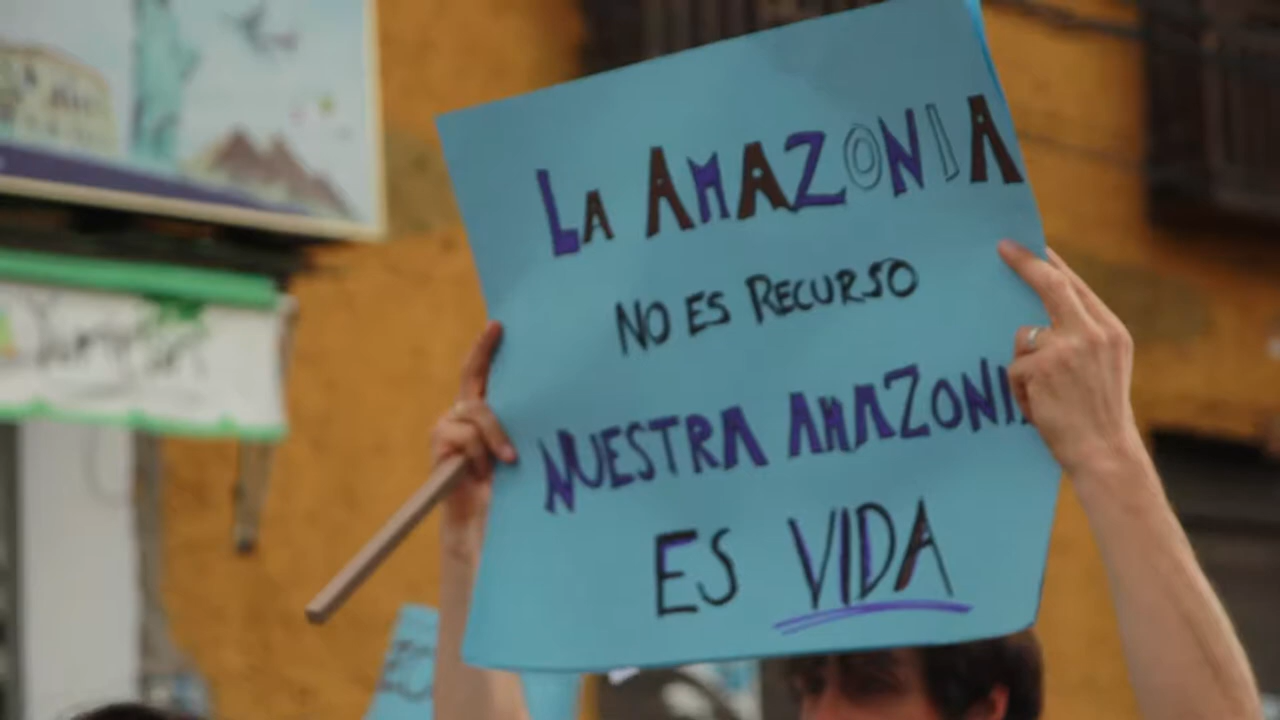 LA AMAZONIA
NO ES RECURSO
NUESTRA AMAZONIA
ES VIDA